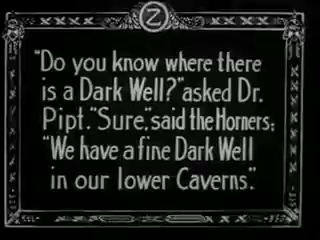 Z
"Do you know where there
is a Dark Well?" asked Dr.
Pipt. "Sure," said the Horners;
"We have a fine Dark Well
in our lower Caverns."